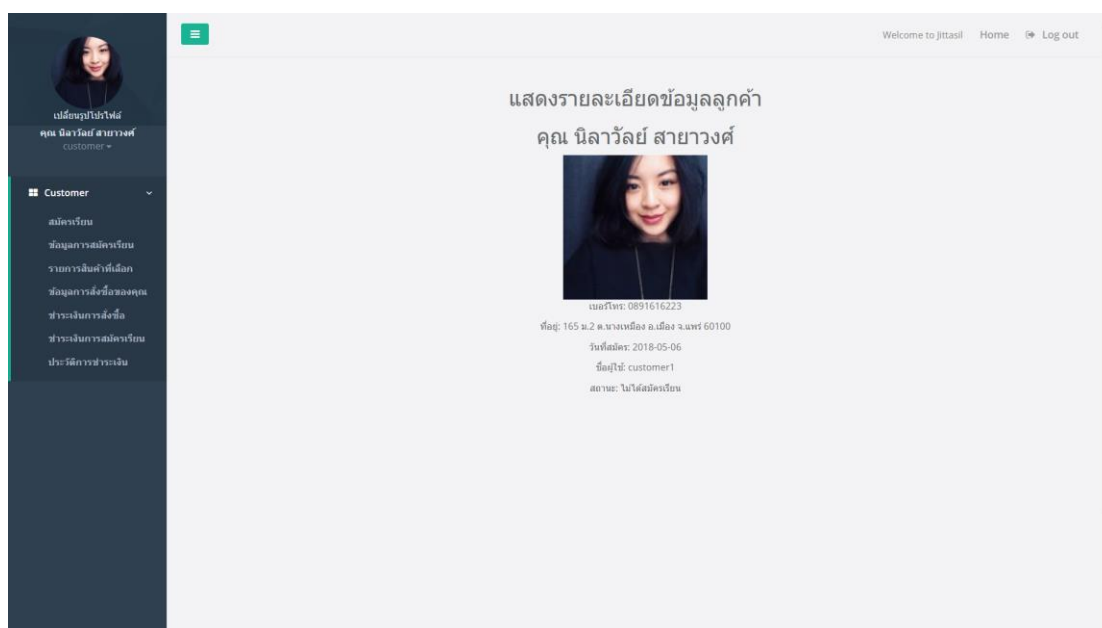 Welcome to Jittasil Home Log out
เปลี่ยนรูปโปรไฟล์
คุณ นิลาวัลย์ สายาวงศ์
customer
Customer
สมัครเรียน
ข้อมูลการสมัครเรียน
รายการสินค้าที่เลือก
ข้อมูลการสั่งซื้อของคุณ
ชำระเงินการสั่งซื้อ
ชำระเงินการสมัครเรียน
ประวัติการชำระเงิน
แสดงรายละเอียดข้อมูลลูกค้า
คุณ นิลาวัลย์ สายาวงศ์
เบอร์โทร: 0891616223
ที่อยู่: 165 ม.2 ต.นางเหมือง อ.เมือง จ.แพร่ 60100
วันที่สมัคร: 2018-05-06
ชื่อผู้ใช้: customer1
สถานะ: ไม่ได้สมัครเรียน